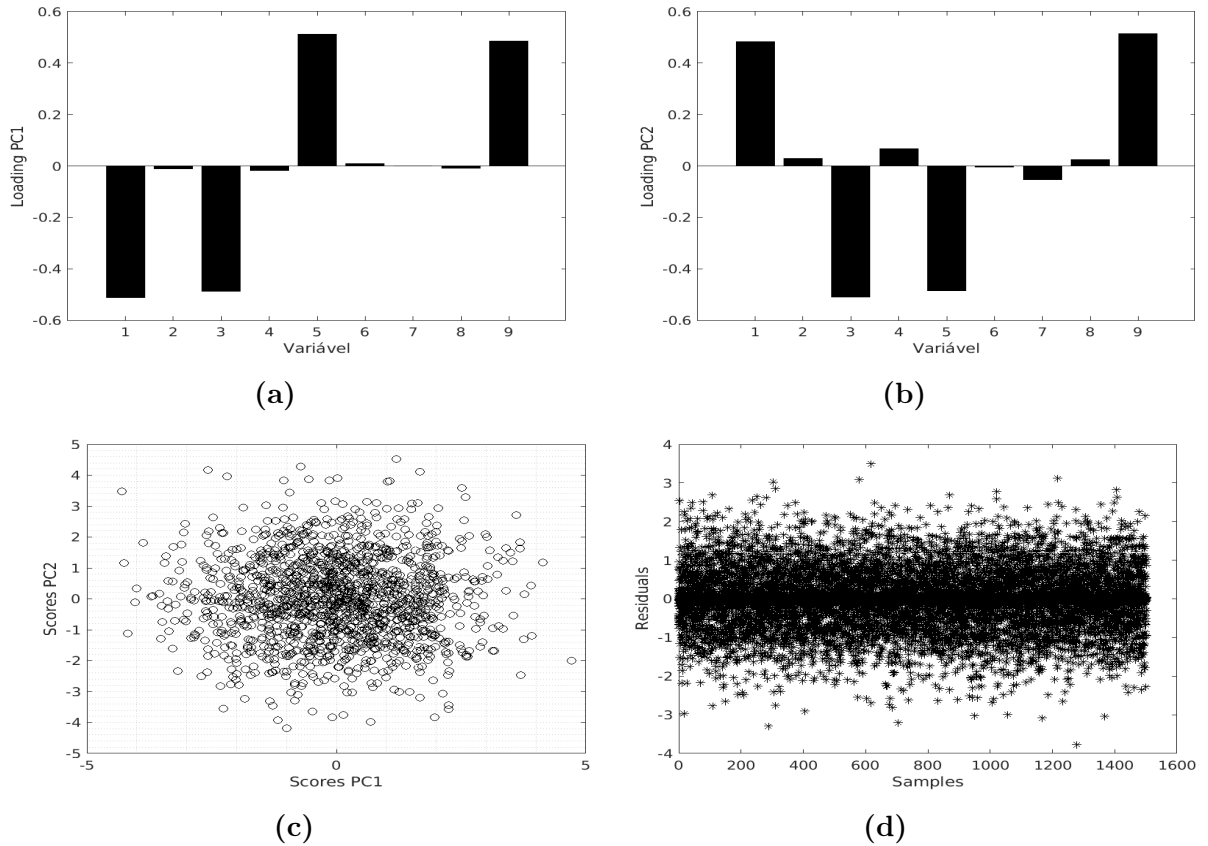 0.6
0.4
0.2
0
-0.2
-0.4
-0.6
Loading PC1
1 2 3 4 5 6 7 8 9
Variável
(a)
0.6
0.4
0.2
0
-0.2
-0.4
-0.6
Loading PC2
1 2 3 4 5 6 7 8 9
Variável
(b)
5
4
3
2
1
0
-1
-2
-3
-4
-5
Scores PC2
-5 0 5
Scores PC1
(c)
4
3
2
1
0
-1
-2
-3
-4
Residuals
0 200 400 600 800 1000 1200 1400 1600
Samples
(d)